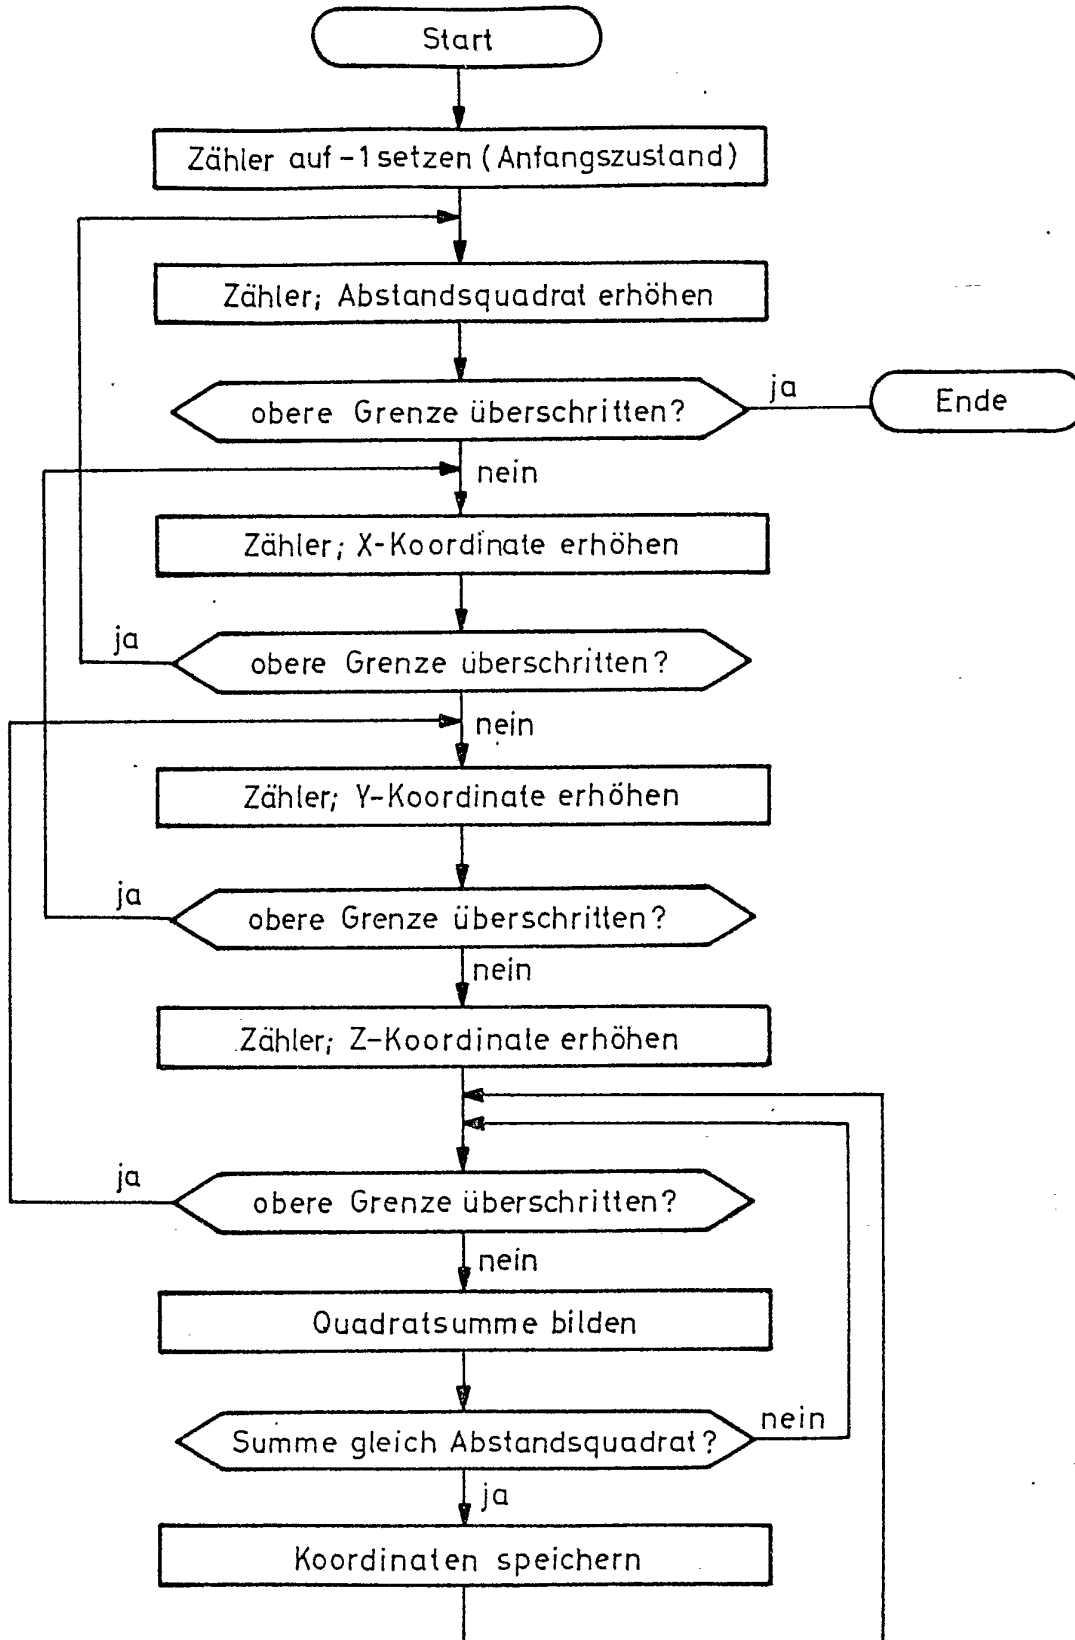 Start
Zähler auf -1 setzen (Anfangszustand)
Zähler; Abstandsquadrat erhöhen
obere Grenze überschritten?
ja
Ende
nein
Zähler; X-Koordinate erhöhen
ja
obere Grenze überschritten?
nein
Zähler; Y-Koordinate erhöhen
ja
obere Grenze überschritten?
nein
Zähler; Z-Koordinate erhöhen
ja
obere Grenze überschritten?
nein
Quadratsumme bilden
Summe gleich Abstandsquadrat?
nein
ja
Koordinaten speichern